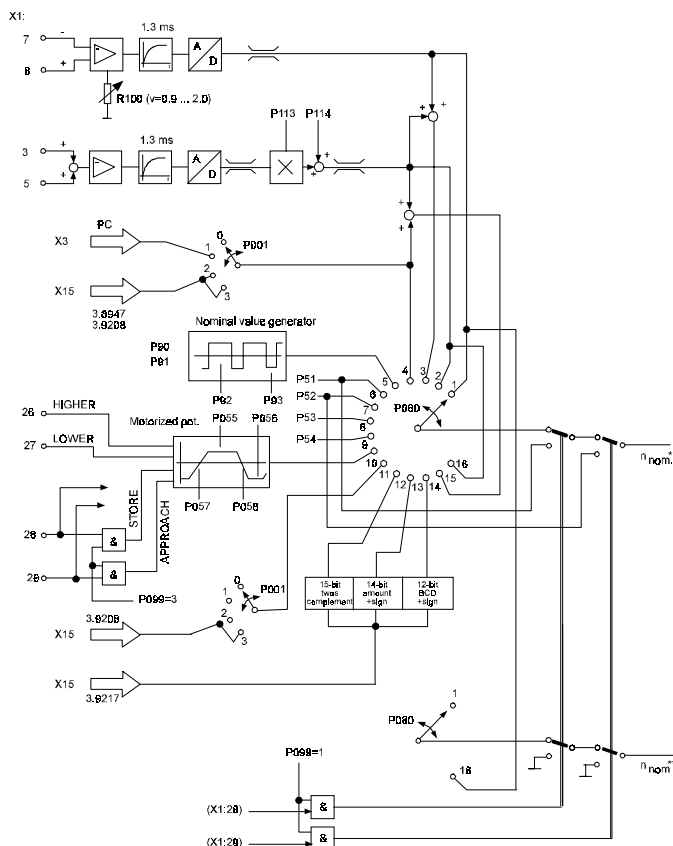 X1:
7
-
8
+
1.3 ms
A
D
R100 (v=0.9 ... 2.0)
+
+
P113
P114
3
+
5
+
1.3 ms
A
D
+
+
+
X3
PC
0
1
P001
2
3
X15
3.8947
3.9208
Nominal value generator
P90
P91
P92
P93
P51
P52
P53
P54
4
3
2
5
1
6
7
P080
8
9
10
16
11
15
12
13
14
26
HIGHER
27
LOWER
Motorized pot.
P055
P056
P057
P058
STORE
APPROACH
28
&
29
&
P099=3
0
1
P001
2
3
X15
3.9208
X15
3.9217
15-bit
twos
complement
14-bit
amount
+sign
12-bit
BCD
+sign
n nom.*
1
P080
16
n nom*
P099=1
(X1:28)
&
(X1:29)
&